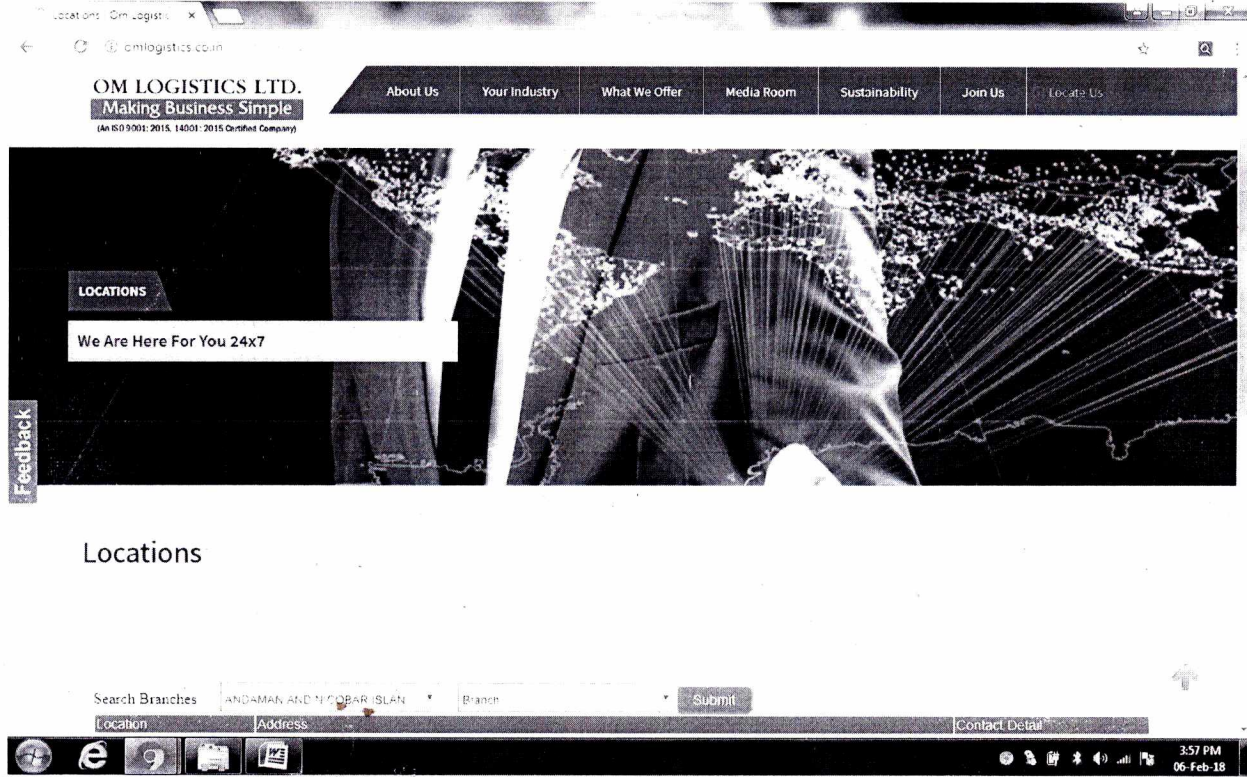 Locations Om Logisti
omlogistics.co.in
OM LOGISTICS LTD.
Making Business Simple
(An ISO 9001: 2015, 14001: 2015 Certified Company)
About Us Your Industry What We Offer Media Room Sustainability Join Us Locate Us
LOCATIONS
We Are Here For You 24x7
Feedback
Locations
Search Branches ANDAMAN AND NICOBAR ISLAN Branch Submit
Location Address Contact Detail
3:57 PM
06-Feb-18